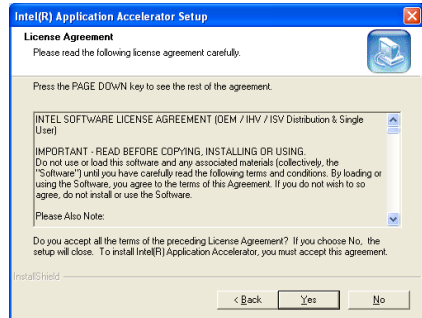 Intel(R) Application Accelerator Setup
License Agreement
Please read the following license agreement carefully.
Press the PAGE DOWN key to see the rest of the agreement.
INTEL SOFTWARE LICENSE AGREEMENT (OEM / IHV / ISV Distribution & Single
User)
IMPORTANT - READ BEFORE COPYING, INSTALLING OR USING.
Do not use or load this software and any associated materials (collectively, the
"Software") until you have carefully read the following terms and conditions. By loading or
using the Software, you agree to the terms of this Agreement. If you do not wish to so
agree, do not install or use the Software.
Please Also Note:
Do you accept all the terms of the preceding License Agreement? If you choose No, the
setup will close. To install Intel(R) Application Accelerator, you must accept this agreement.
InstallShield
< Back Yes No